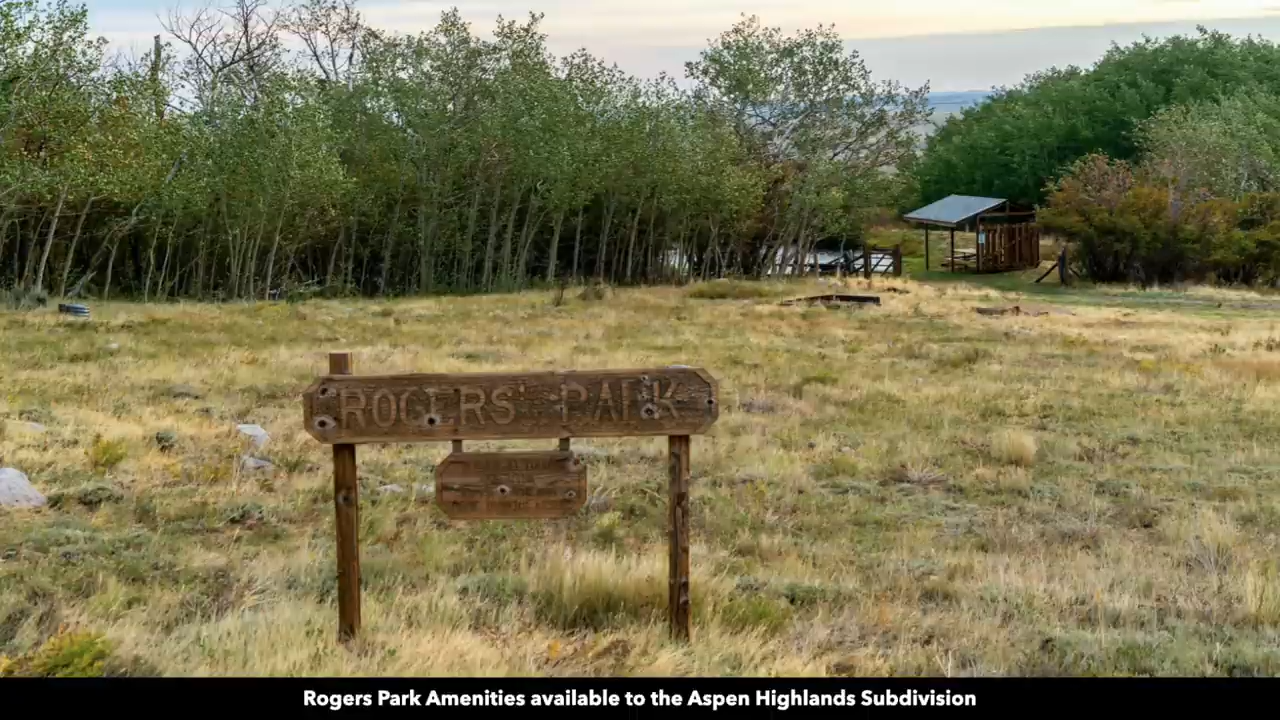 ROGERS' PARK
Rogers Park Amenities available to the Aspen Highlands Subdivision